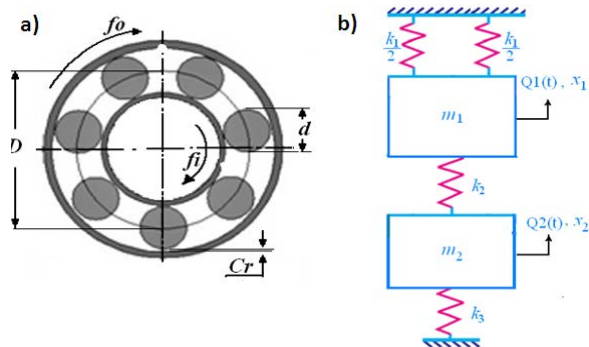 a)
fo
D
d
fi
Cr
b)
k₁/2
k₁/2
Q1(t) , x₁
m₁
k₂
Q2(t) , x₂
m₂
k₃